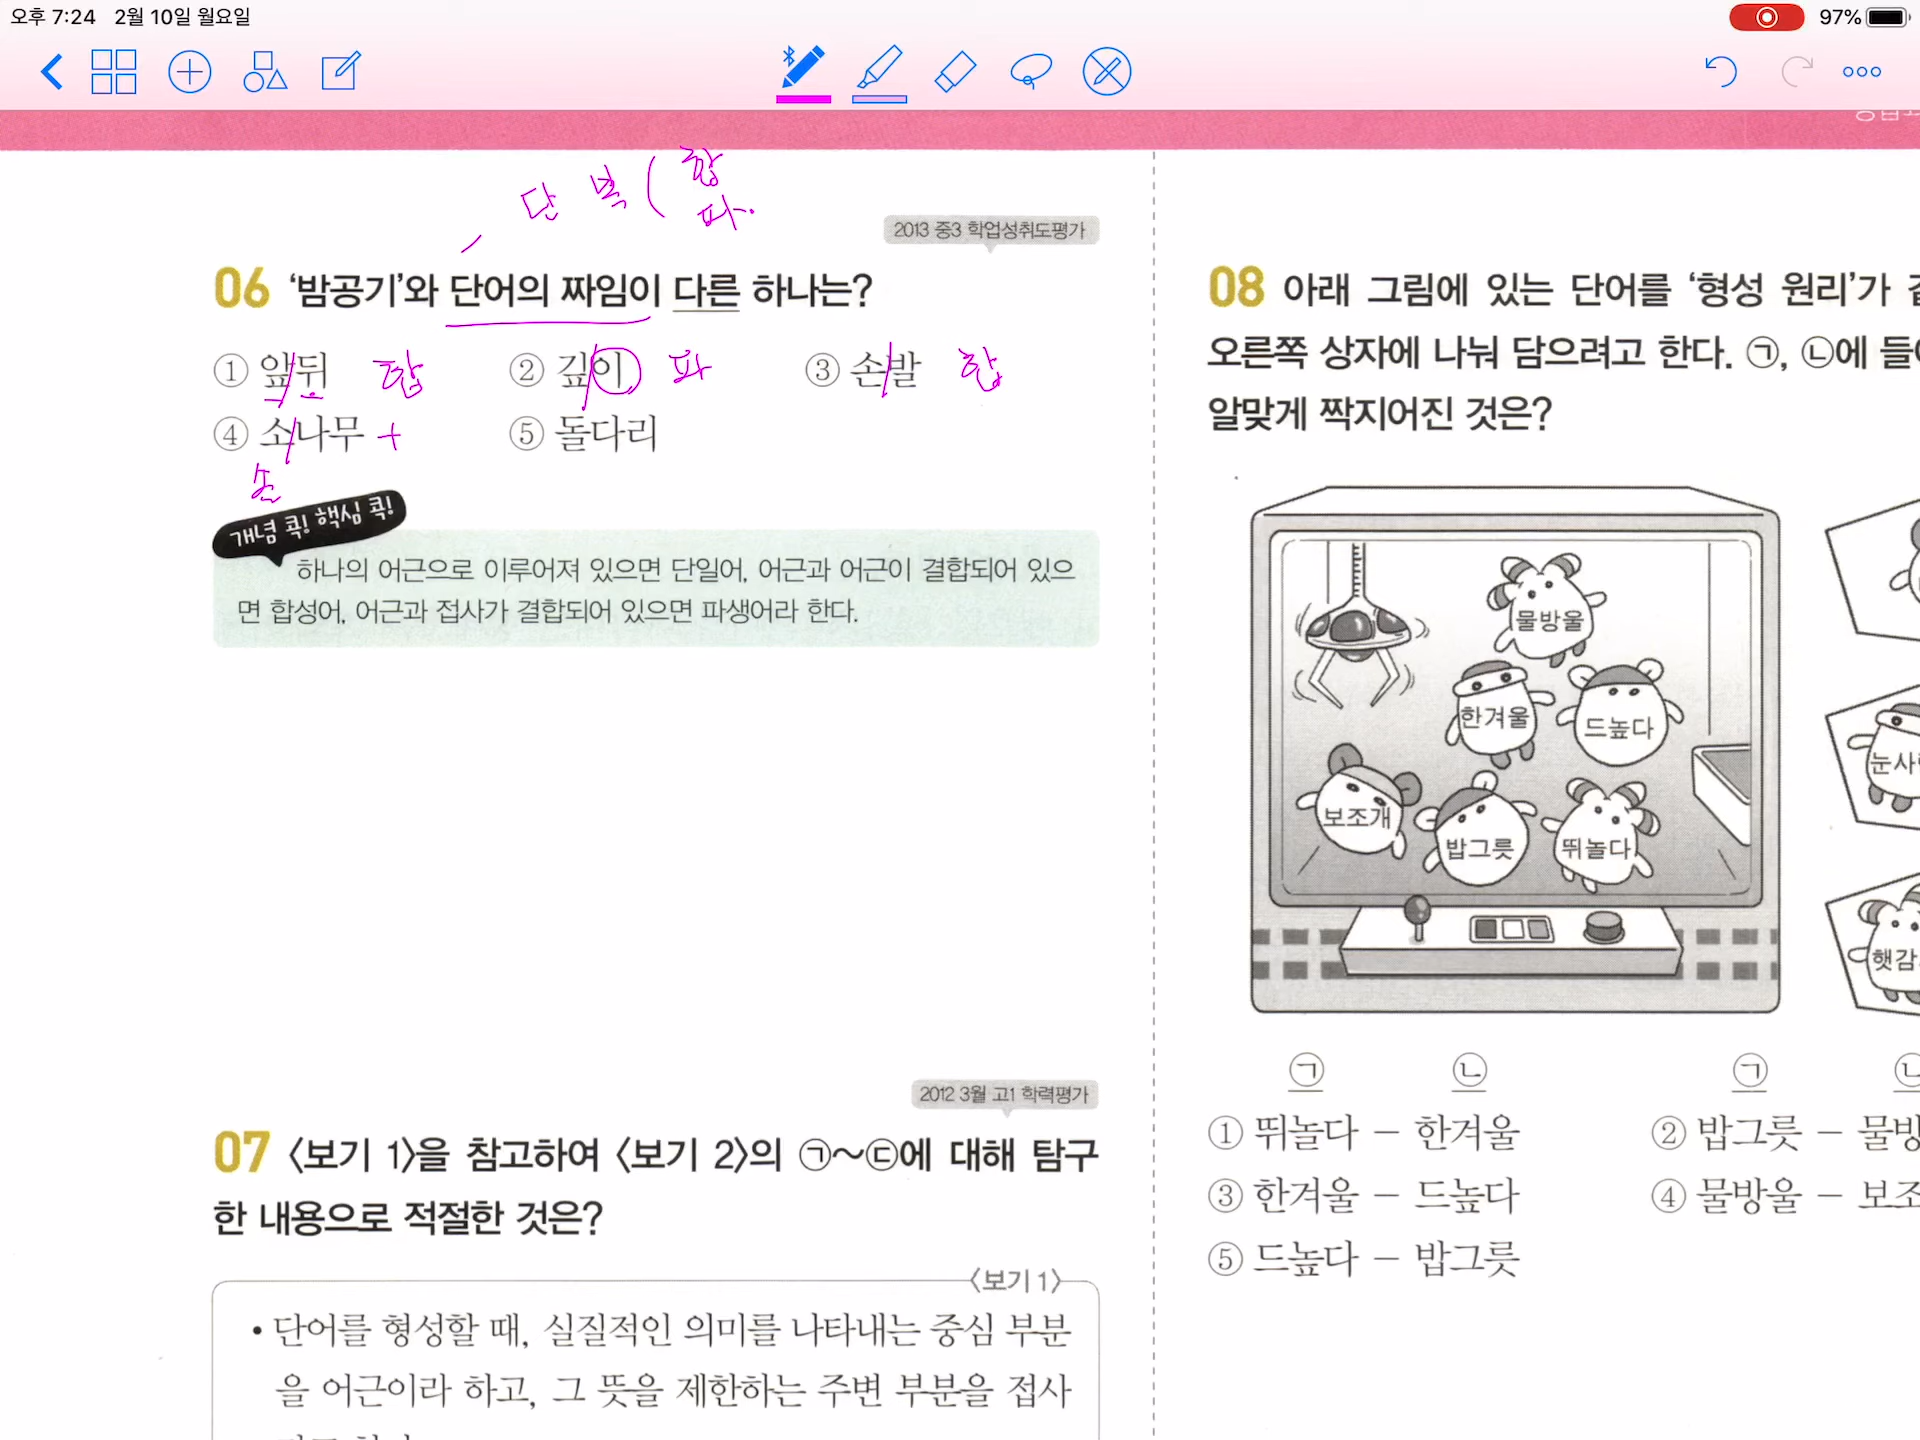 오후 7:24 2월 10일 월요일
97%
단 복 ( 합
파.
2013 중3 학업성취도평가
06 '밤공기'와 단어의 짜임이 다른 하나는?
① 앞뒤 합 ② 깊이 파 ③ 손발 합
④ 소나무 + ⑤ 돌다리
솔
개념 콕! 핵심 콕!
하나의 어근으로 이루어져 있으면 단일어, 어근과 어근이 결합되어 있으
면 합성어, 어근과 접사가 결합되어 있으면 파생어라 한다.
2012 3월 고1 학력평가
07 〈보기 1〉을 참고하여 〈보기 2〉의 ㉠~㉢에 대해 탐구
한 내용으로 적절한 것은?
〈보기 1〉
• 단어를 형성할 때, 실질적인 의미를 나타내는 중심 부분
을 어근이라 하고, 그 뜻을 제한하는 주변 부분을 접사
08 아래 그림에 있는 단어를 '형성 원리'가
오른쪽 상자에 나눠 담으려고 한다. ㉠, ㉡에
알맞게 짝지어진 것은?
물방울
한겨울
드높다
보조개
밥그릇
뛰놀다
㉠ ㉡ ㉠
① 뛰놀다 – 한겨울 ② 밥그릇 – 물방
③ 한겨울 – 드높다 ④ 물방울 – 보조
⑤ 드높다 – 밥그릇